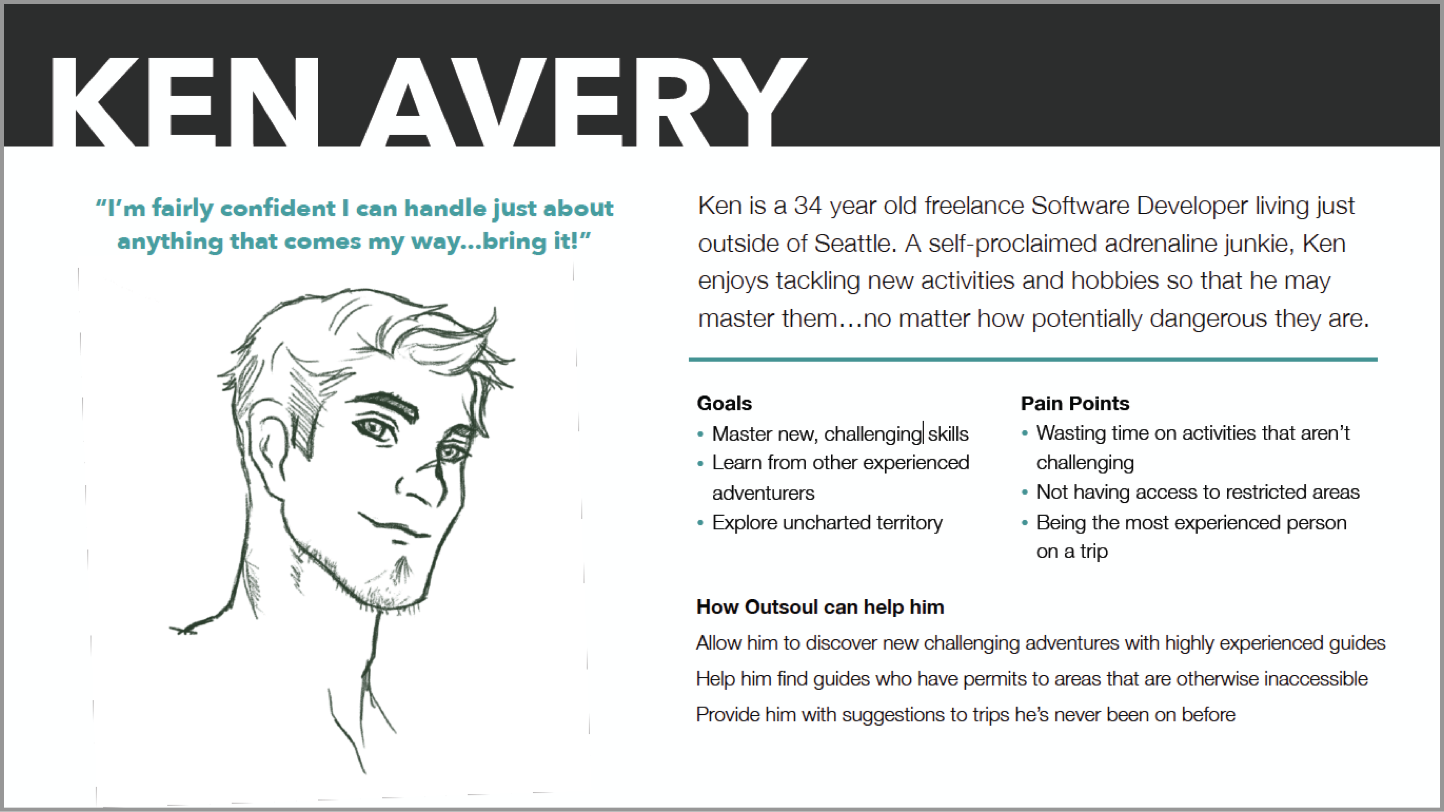 KEN AVERY
“I’m fairly confident I can handle just about
anything that comes my way...bring it!”
Ken is a 34 year old freelance Software Developer living just
outside of Seattle. A self-proclaimed adrenaline junkie, Ken
enjoys tackling new activities and hobbies so that he may
master them…no matter how potentially dangerous they are.
Goals
• Master new, challenging skills
• Learn from other experienced
adventurers
• Explore uncharted territory
Pain Points
• Wasting time on activities that aren’t
challenging
• Not having access to restricted areas
• Being the most experienced person
on a trip
How Outsoul can help him
Allow him to discover new challenging adventures with highly experienced guides
Help him find guides who have permits to areas that are otherwise inaccessible
Provide him with suggestions to trips he’s never been on before